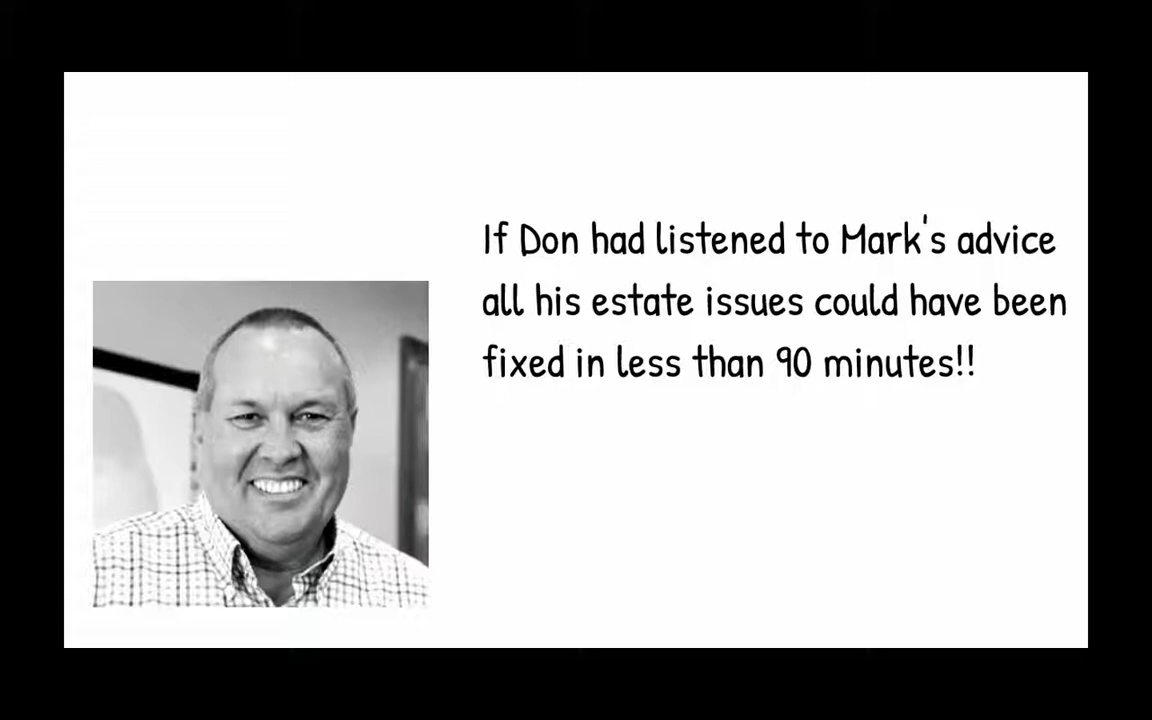 If Don had listened to Mark's advice
all his estate issues could have been
fixed in less than 90 minutes!!